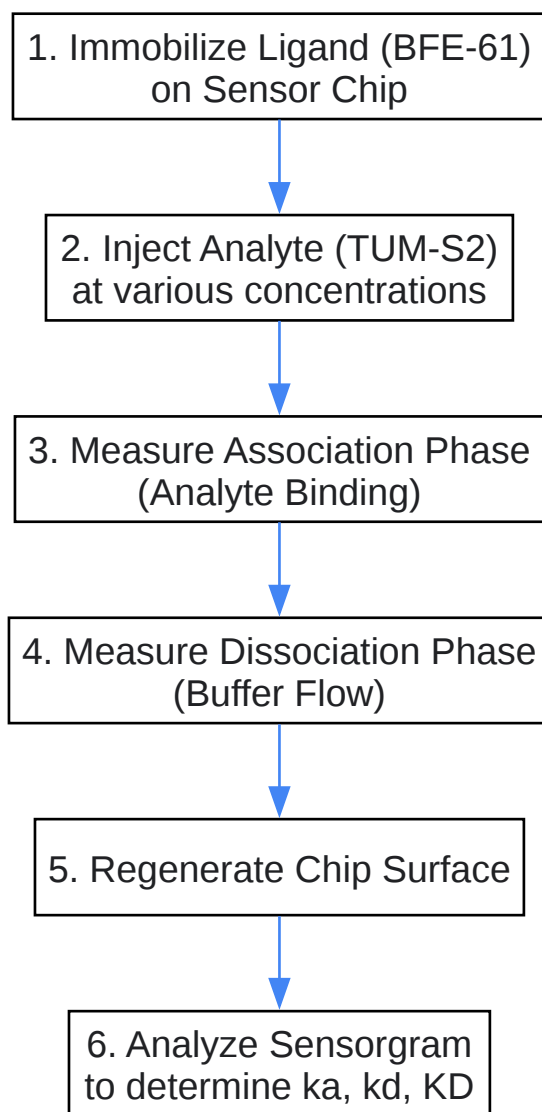 1. Immobilize Ligand (BFE-61)
on Sensor Chip
2. Inject Analyte (TUM-S2)
at various concentrations
3. Measure Association Phase
(Analyte Binding)
4. Measure Dissociation Phase
(Buffer Flow)
5. Regenerate Chip Surface
6. Analyze Sensorgram
to determine ka, kd, KD